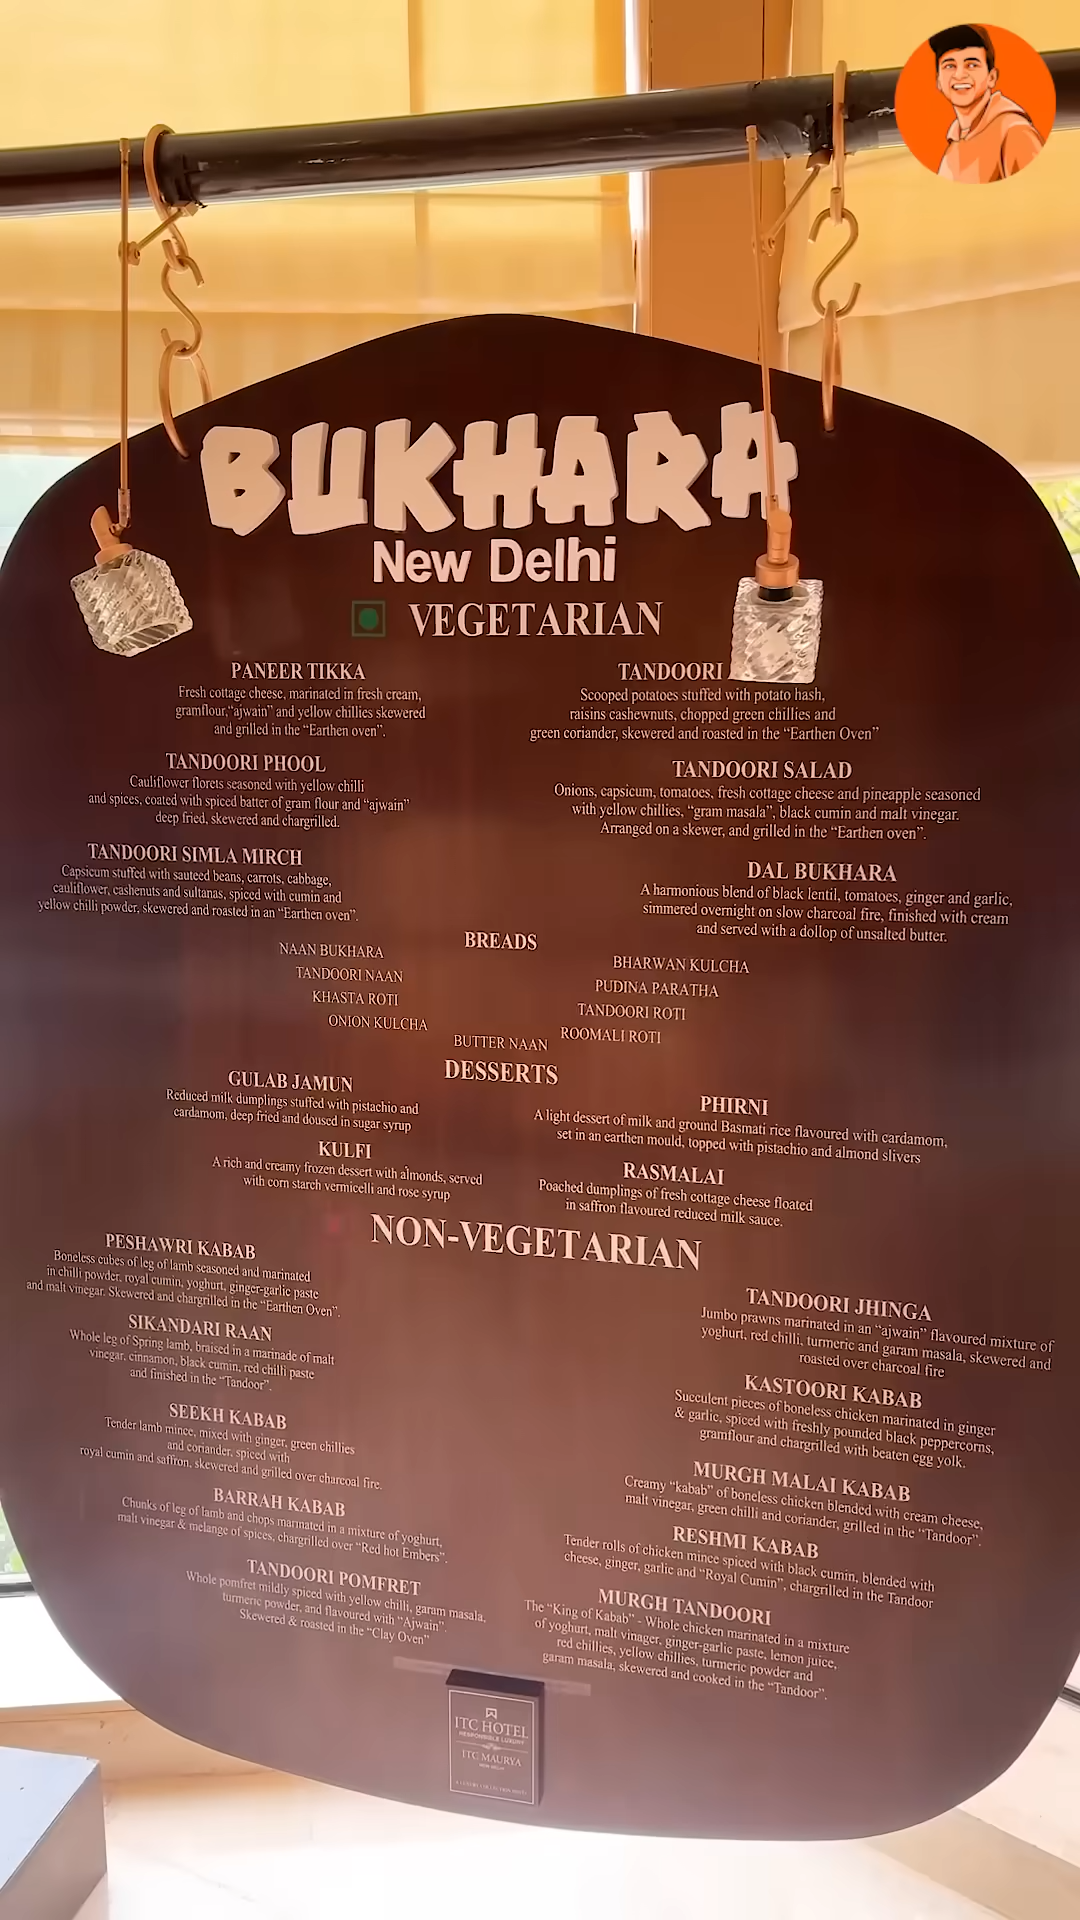 BUKHARA
New Delhi
VEGETARIAN
PANEER TIKKA
Fresh cottage cheese, marinated in fresh cream,
gramflour,"ajwain" and yellow chillies skewered
and grilled in the "Earthen oven".
TANDOORI PHOOL
Cauliflower florets seasoned with yellow chilli
and spices, coated with spiced batter of gram flour and "ajwain"
deep fried, skewered and chargrilled.
TANDOORI SIMLA MIRCH
Capsicum stuffed with sauteed beans, carrots, cabbage,
cauliflower, cashenuts and sultanas, spiced with cumin and
yellow chilli powder, skewered and roasted in an "Earthen oven".
TANDOORI
Scooped potatoes stuffed with potato hash,
raisins cashewnuts, chopped green chillies and
green coriander, skewered and roasted in the "Earthen Oven"
TANDOORI SALAD
Onions, capsicum, tomatoes, fresh cottage cheese and pineapple seasoned
with yellow chillies, "gram masala", black cumin and malt vinegar.
Arranged on a skewer, and grilled in the "Earthen oven".
DAL BUKHARA
A harmonious blend of black lentil, tomatoes, ginger and garlic,
simmered overnight on slow charcoal fire, finished with cream
and served with a dollop of unsalted butter.
BREADS
NAAN BUKHARA
TANDOORI NAAN
KHASTA ROTI
ONION KULCHA
BUTTER NAAN
BHARWAN KULCHA
PUDINA PARATHA
TANDOORI ROTI
ROOMALI ROTI
DESSERTS
GULAB JAMUN
Reduced milk dumplings stuffed with pistachio and
cardamom, deep fried and doused in sugar syrup
KULFI
A rich and creamy frozen dessert with almonds, served
with corn starch vermicelli and rose syrup
PHIRNI
A light dessert of milk and ground Basmati rice flavoured with cardamom,
set in an earthen mould, topped with pistachio and almond slivers
RASMALAI
Poached dumplings of fresh cottage cheese floated
in saffron flavoured reduced milk sauce.
NON-VEGETARIAN
PESHAWRI KABAB
Boneless cubes of leg of lamb seasoned and marinated
in chilli powder, royal cumin, yoghurt, ginger-garlic paste
and malt vinegar. Skewered and chargrilled in the "Earthen Oven".
SIKANDARI RAAN
Whole leg of Spring lamb, braised in a marinade of malt
vinegar, cinnamon, black cumin, red chilli paste
and finished in the "Tandoor".
SEEKH KABAB
Tender lamb mince, mixed with ginger, green chillies
and coriander, spiced with
royal cumin and saffron, skewered and grilled over charcoal fire.
BARRAH KABAB
Chunks of leg of lamb and chops marinated in a mixture of yoghurt,
malt vinegar & melange of spices, chargrilled over "Red hot Embers".
TANDOORI POMFRET
Whole pomfret mildly spiced with yellow chilli, garam masala,
turmeric powder, and flavoured with "Ajwain".
Skewered & roasted in the "Clay Oven"
TANDOORI JHINGA
Jumbo prawns marinated in an "ajwain" flavoured mixture of
yoghurt, red chilli, turmeric and garam masala, skewered and
roasted over charcoal fire
KASTOORI KABAB
Succulent pieces of boneless chicken marinated in ginger
& garlic, spiced with freshly pounded black peppercorns,
gramflour and chargrilled with beaten egg yolk.
MURGH MALAI KABAB
Creamy "kabab" of boneless chicken blended with cream cheese,
malt vinegar, green chilli and coriander, grilled in the "Tandoor".
RESHMI KABAB
Tender rolls of chicken mince spiced with black cumin, blended with
cheese, ginger, garlic and "Royal Cumin", chargrilled in the Tandoor
MURGH TANDOORI
The "King of Kabab" - Whole chicken marinated in a mixture
of yoghurt, malt vinager, ginger-garlic paste, lemon juice,
red chillies, yellow chillies, turmeric powder and
garam masala, skewered and cooked in the "Tandoor".
ITC HOTEL
RESPONSIBLE LUXURY
ITC MAURYA
NEW DELHI